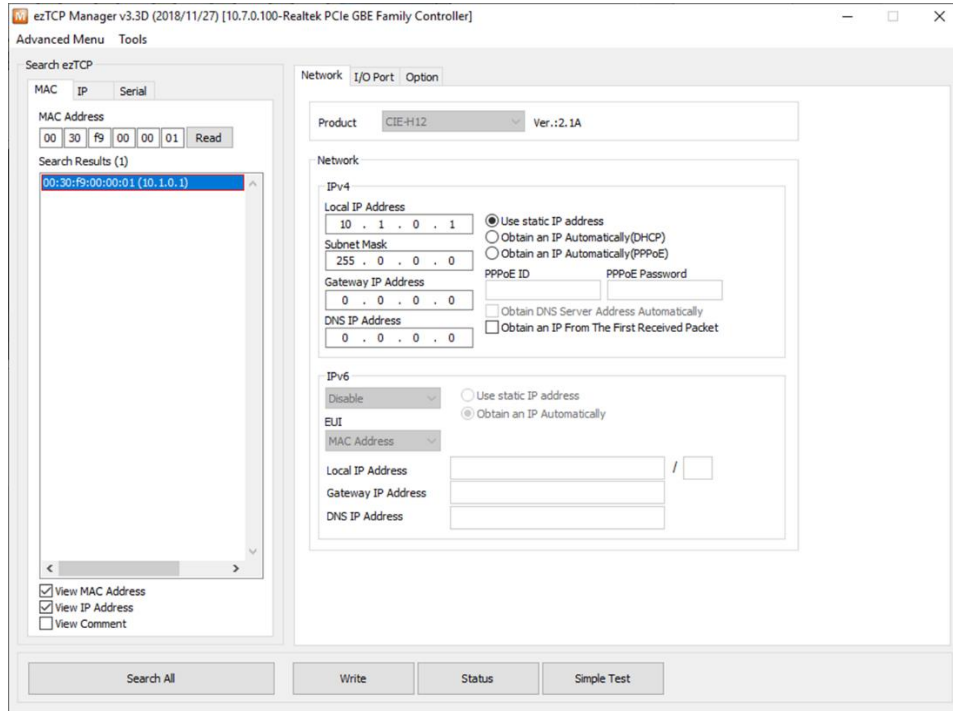 ezTCP Manager v3.3D (2018/11/27) [10.7.0.100-Realtek PCIe GBE Family Controller]
Advanced Menu Tools
Search ezTCP
MAC IP Serial
MAC Address
00 30 f9 00 00 01 Read
Search Results (1)
00:30:f9:00:00:01 (10.1.0.1)
View MAC Address
View IP Address
View Comment
Network I/O Port Option
Product CIE-H12 Ver.:2.1A
Network
IPv4
Local IP Address
10 . 1 . 0 . 1
Subnet Mask
255 . 0 . 0 . 0
Gateway IP Address
0 . 0 . 0 . 0
DNS IP Address
0 . 0 . 0 . 0
Use static IP address
Obtain an IP Automatically(DHCP)
Obtain an IP Automatically(PPPoE)
PPPoE ID PPPoE Password
Obtain DNS Server Address Automatically
Obtain an IP From The First Received Packet
IPv6
Disable
EUI
MAC Address
Use static IP address
Obtain an IP Automatically
Local IP Address /
Gateway IP Address
DNS IP Address
Search All Write Status Simple Test